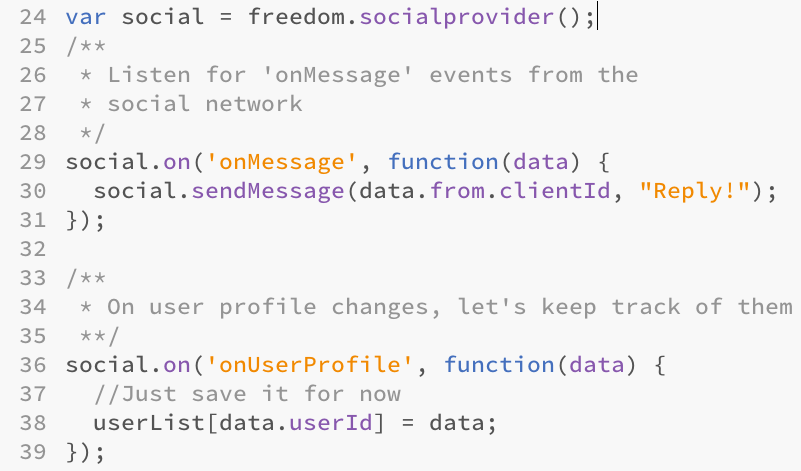 24 var social = freedom.socialprovider();
25 /**
26  * Listen for 'onMessage' events from the
27  * social network
28  */
29 social.on('onMessage', function(data) {
30   social.sendMessage(data.from.clientId, "Reply!");
31 });
32
33 /**
34  * On user profile changes, let's keep track of them
35  **/
36 social.on('onUserProfile', function(data) {
37   //Just save it for now
38   userList[data.userId] = data;
39 });